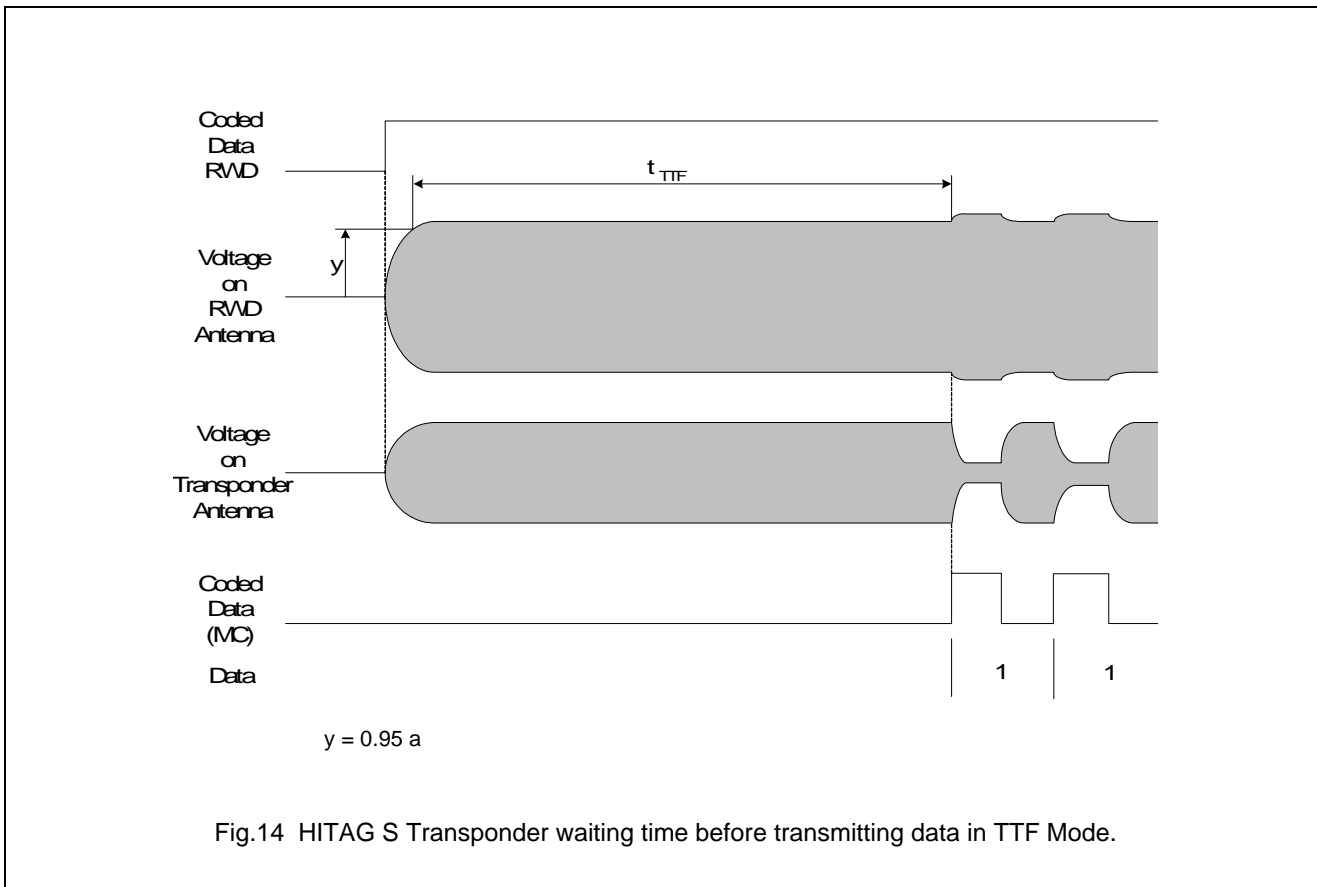 Coded
Data
RWD
t TTF
Voltage
on
RWD
Antenna
y
Voltage
on
Transponder
Antenna
Coded
Data
(MC)
Data
1 1
y = 0.95 a
Fig.14 HITAG S Transponder waiting time before transmitting data in TTF Mode.